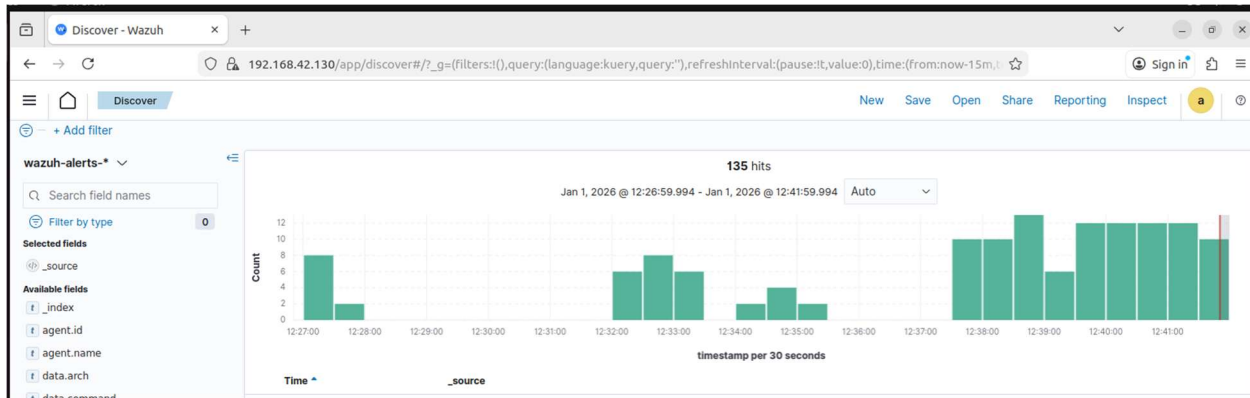 Discover - Wazuh
192.168.42.130/app/discover#/?_g=(filters:!(),query:(language:kuery,query:''),refreshInterval:(pause:!t,value:0),time:(from:now-15m,t
Sign in
Discover New Save Open Share Reporting Inspect a
+ Add filter
wazuh-alerts-*
Search field names
Filter by type 0
Selected fields
_source
Available fields
t _index
t agent.id
t agent.name
t data.arch
t data.command
135 hits
Jan 1, 2026 @ 12:26:59.994 - Jan 1, 2026 @ 12:41:59.994 Auto
Count
12
10
8
6
4
2
0
12:27:00 12:28:00 12:29:00 12:30:00 12:31:00 12:32:00 12:33:00 12:34:00 12:35:00 12:36:00 12:37:00 12:38:00 12:39:00 12:40:00 12:41:00
timestamp per 30 seconds
Time _source